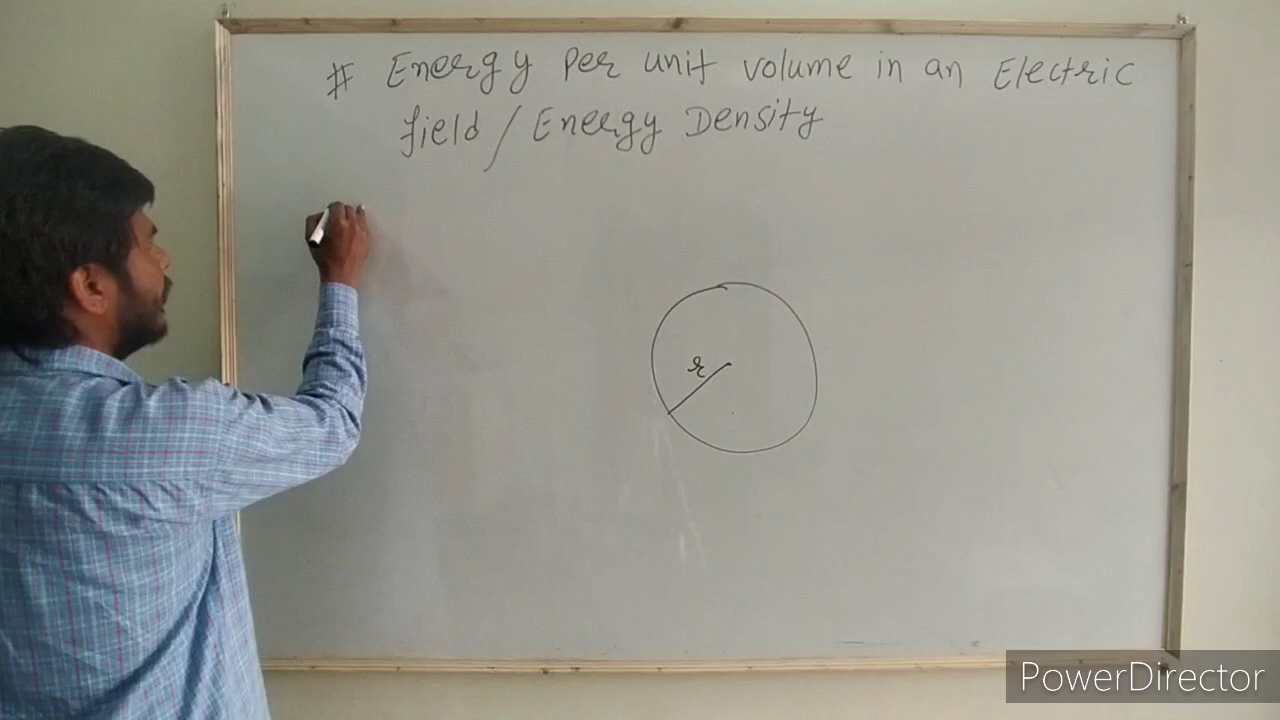 # Energy Per unit volume in an Electric
field / Energy Density
r
PowerDirector